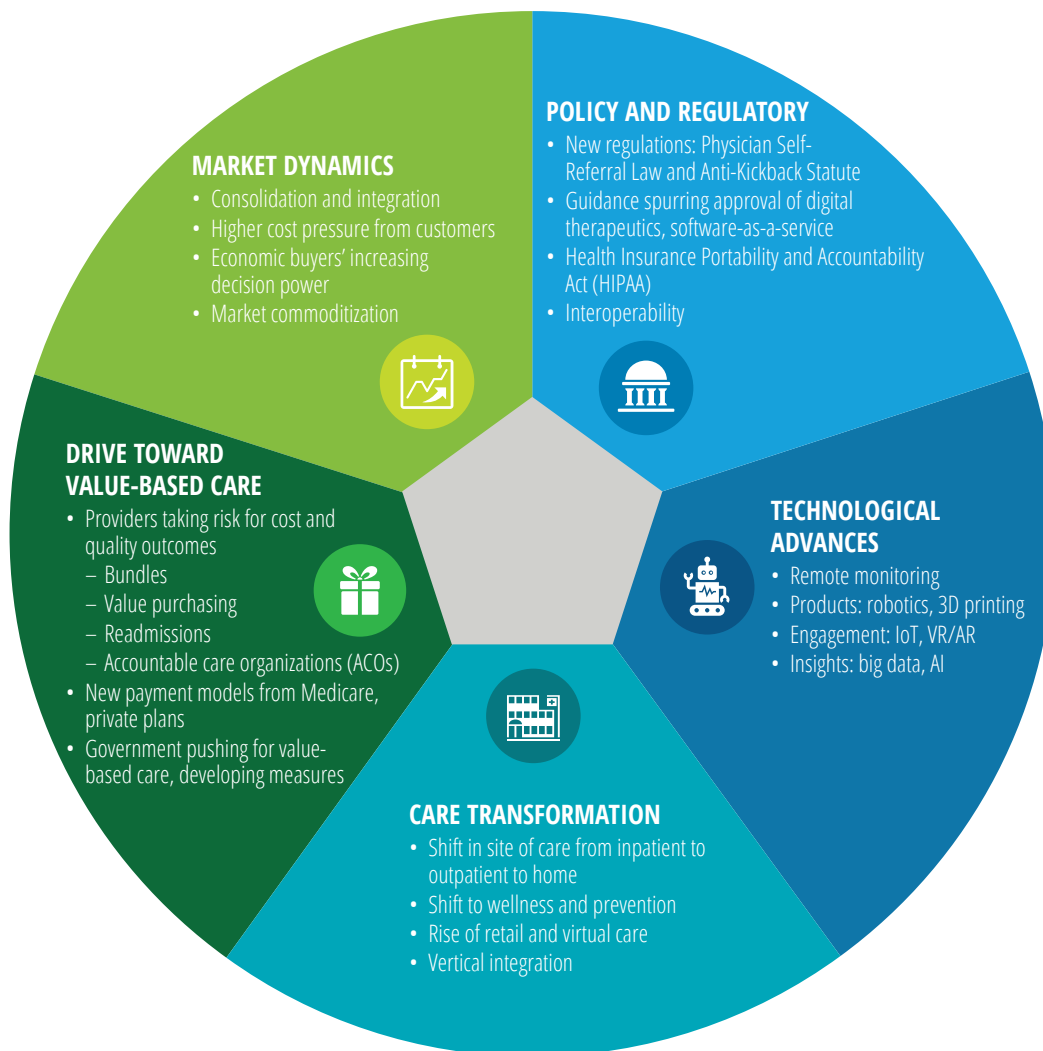 MARKET DYNAMICS
• Consolidation and integration
• Higher cost pressure from customers
• Economic buyers’ increasing
decision power
• Market commoditization
POLICY AND REGULATORY
• New regulations: Physician Self-
Referral Law and Anti-Kickback Statute
• Guidance spurring approval of digital
therapeutics, software-as-a-service
• Health Insurance Portability and Accountability
Act (HIPAA)
• Interoperability
DRIVE TOWARD
VALUE-BASED CARE
• Providers taking risk for cost and
quality outcomes
– Bundles
– Value purchasing
– Readmissions
– Accountable care organizations (ACOs)
• New payment models from Medicare,
private plans
• Government pushing for value-
based care, developing measures
TECHNOLOGICAL
ADVANCES
• Remote monitoring
• Products: robotics, 3D printing
• Engagement: IoT, VR/AR
• Insights: big data, AI
CARE TRANSFORMATION
• Shift in site of care from inpatient to
outpatient to home
• Shift to wellness and prevention
• Rise of retail and virtual care
• Vertical integration